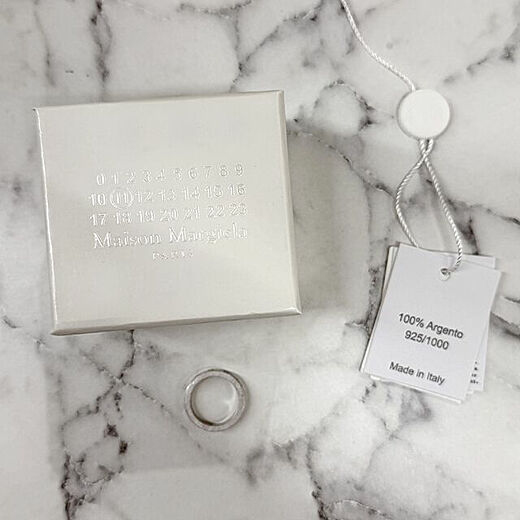 0 1 2 3 4 5 6 7 8 9
10 11 12 13 14 15 16
17 18 19 20 21 22 23
Maison Margiela
PARIS
100% Argento
925/1000
Made in Italy